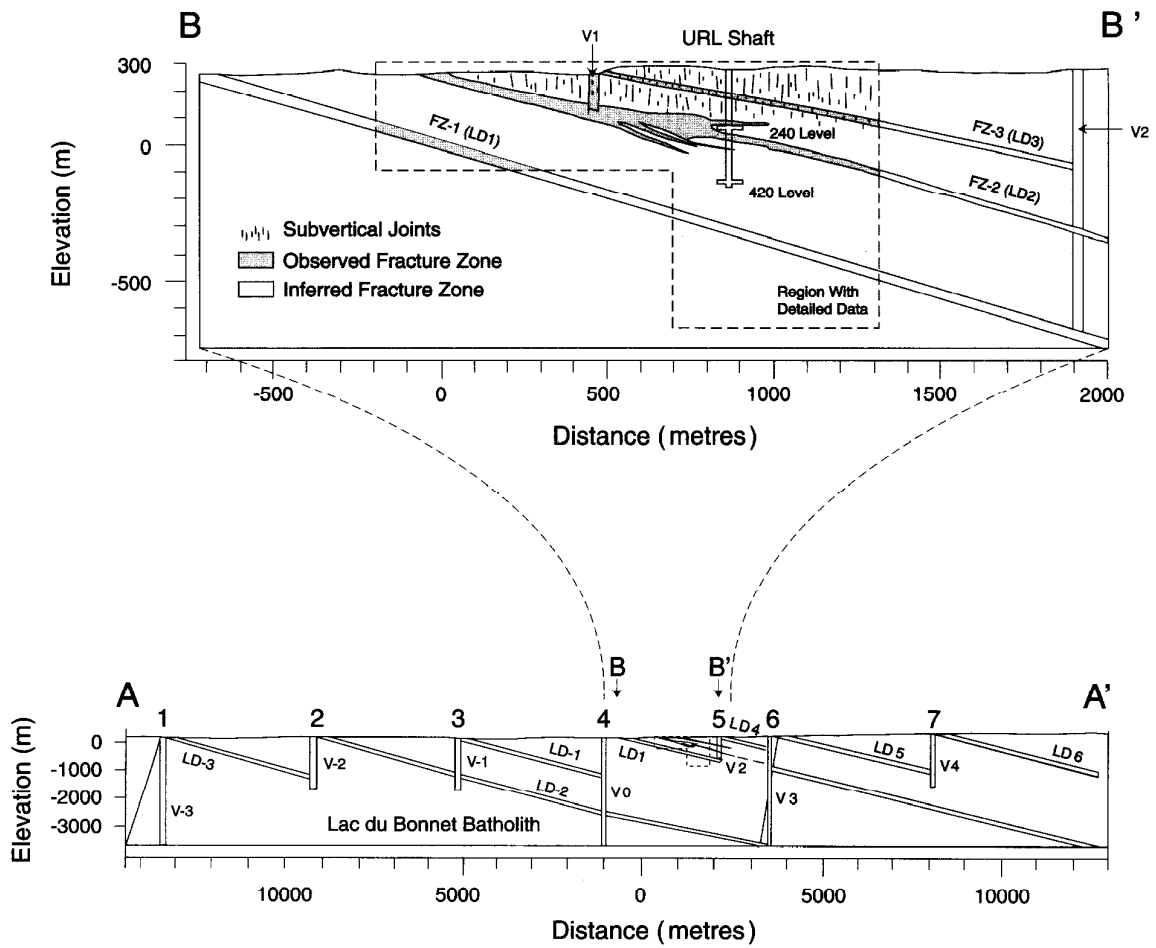 B
B '
V1
URL Shaft
300
0
-500
Elevation (m)
FZ-1 (LD1)
FZ-3 (LD3)
FZ-2 (LD2)
V2
240 Level
420 Level
Subvertical Joints
Observed Fracture Zone
Inferred Fracture Zone
Region With
Detailed Data
-500
0
500
1000
1500
2000
Distance (metres)
B
B'
A
A'
1
2
3
4
5
6
7
LD4
Elevation (m)
0
-1000
-2000
-3000
LD-3
V-2
V-1
LD-1
LD1
V2
LD5
V4
LD6
LD-2
V0
V3
V-3
Lac du Bonnet Batholith
10000
5000
0
5000
10000
Distance (metres)